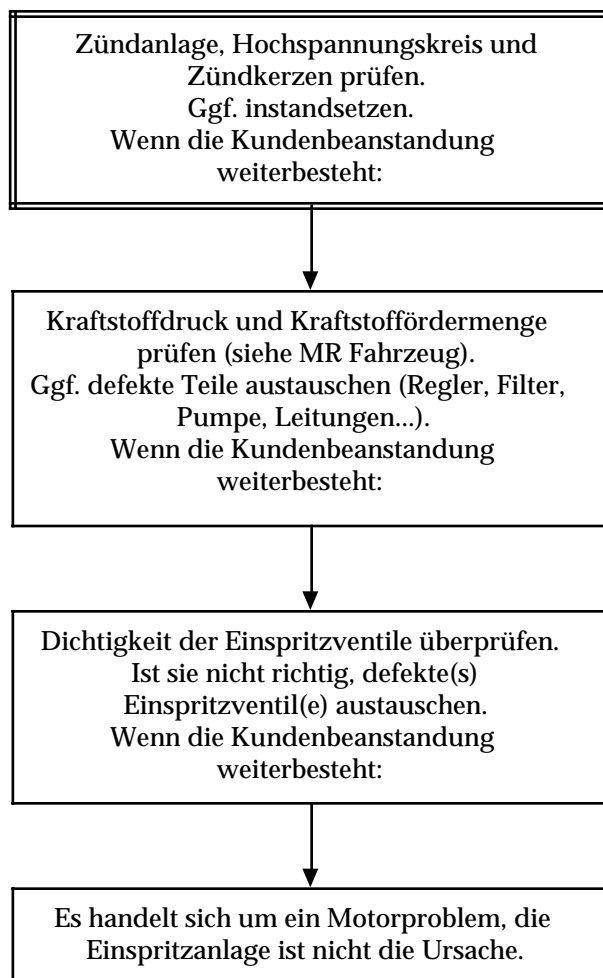 Zündanlage, Hochspannungskreis und
Zündkerzen prüfen.
Ggf. instandsetzen.
Wenn die Kundenbeanstandung
weiterbesteht:
Kraftstoffdruck und Kraftstoffördermenge
prüfen (siehe MR Fahrzeug).
Ggf. defekte Teile austauschen (Regler, Filter,
Pumpe, Leitungen...).
Wenn die Kundenbeanstandung
weiterbesteht:
Dichtigkeit der Einspritzventile überprüfen.
Ist sie nicht richtig, defekte(s)
Einspritzventil(e) austauschen.
Wenn die Kundenbeanstandung
weiterbesteht:
Es handelt sich um ein Motorproblem, die
Einspritzanlage ist nicht die Ursache.